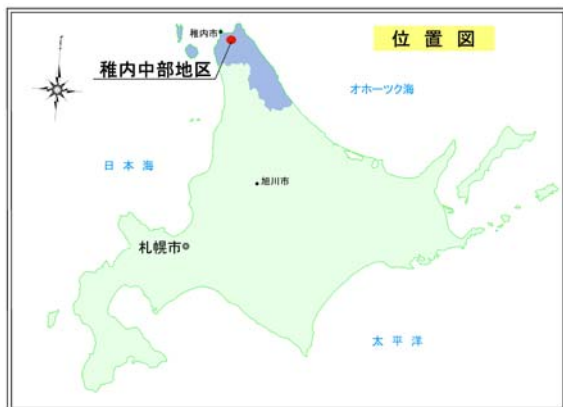 位置図
稚内市
稚内中部地区
オホーツク海
日本海
旭川市
札幌市
太平洋